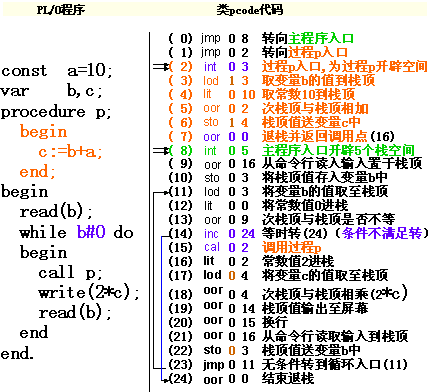 PL/0程序
const a=10;
var b,c;
procedure p;
begin
c:=b+a;
end;
begin
read(b);
while b#0 do
begin
call p;
write(2*c);
read(b);
end
end.
类pcode代码
( 0) jmp 0 8 转向主程序入口
( 1) jmp 0 2 转向过程p入口
( 2) int 0 3 过程p入口,为过程p开辟空间
( 3) lod 1 3 取变量b的值到栈顶
( 4) lit 0 10 取常数10到栈顶
( 5) oor 0 2 次栈顶与栈顶相加
( 6) sto 1 4 栈顶值送变量c中
( 7) oor 0 0 退栈并返回调用点(16)
( 8) int 0 5 主程序入口开辟5个栈空间
(9) oor 0 16 从命令行读入输入置于栈顶
(10) sto 0 3 将栈顶值存入变量b中
(11) lod 0 3 将变量b的值取至栈顶
(12) lit 0 0 将常数值0进栈
(13) oor 0 9 次栈顶与栈顶是否不等
(14) inc 0 24 等时转(24)(条件不满足转)
(15) cal 0 2 调用过程p
(16) lit 0 2 常数值2进栈
(17) lod 0 4 将变量c的值取至栈顶
(18) oor 0 4 次栈顶与栈顶相乘(2*c)
(19) oor 0 14 栈顶值输出至屏幕
(20) oor 0 15 换行
(21) oor 0 16 从命令行读取输入到栈顶
(22) sto 0 3 栈顶值送变量b中
(23) jmp 0 11 无条件转到循环入口(11)
(24) oor 0 0 结束退栈